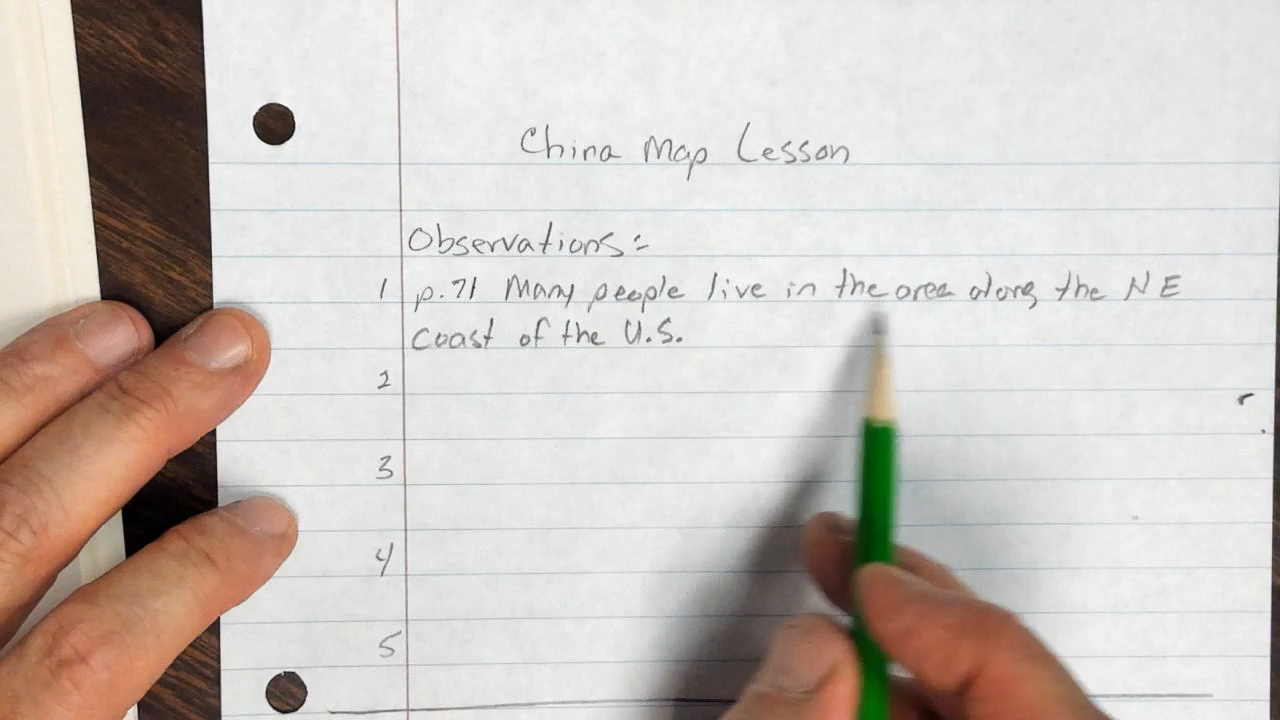 China Map Lesson
Observations:
1 p.71 Many people live in the area along the NE
coast of the U.S.
2
3
4
5